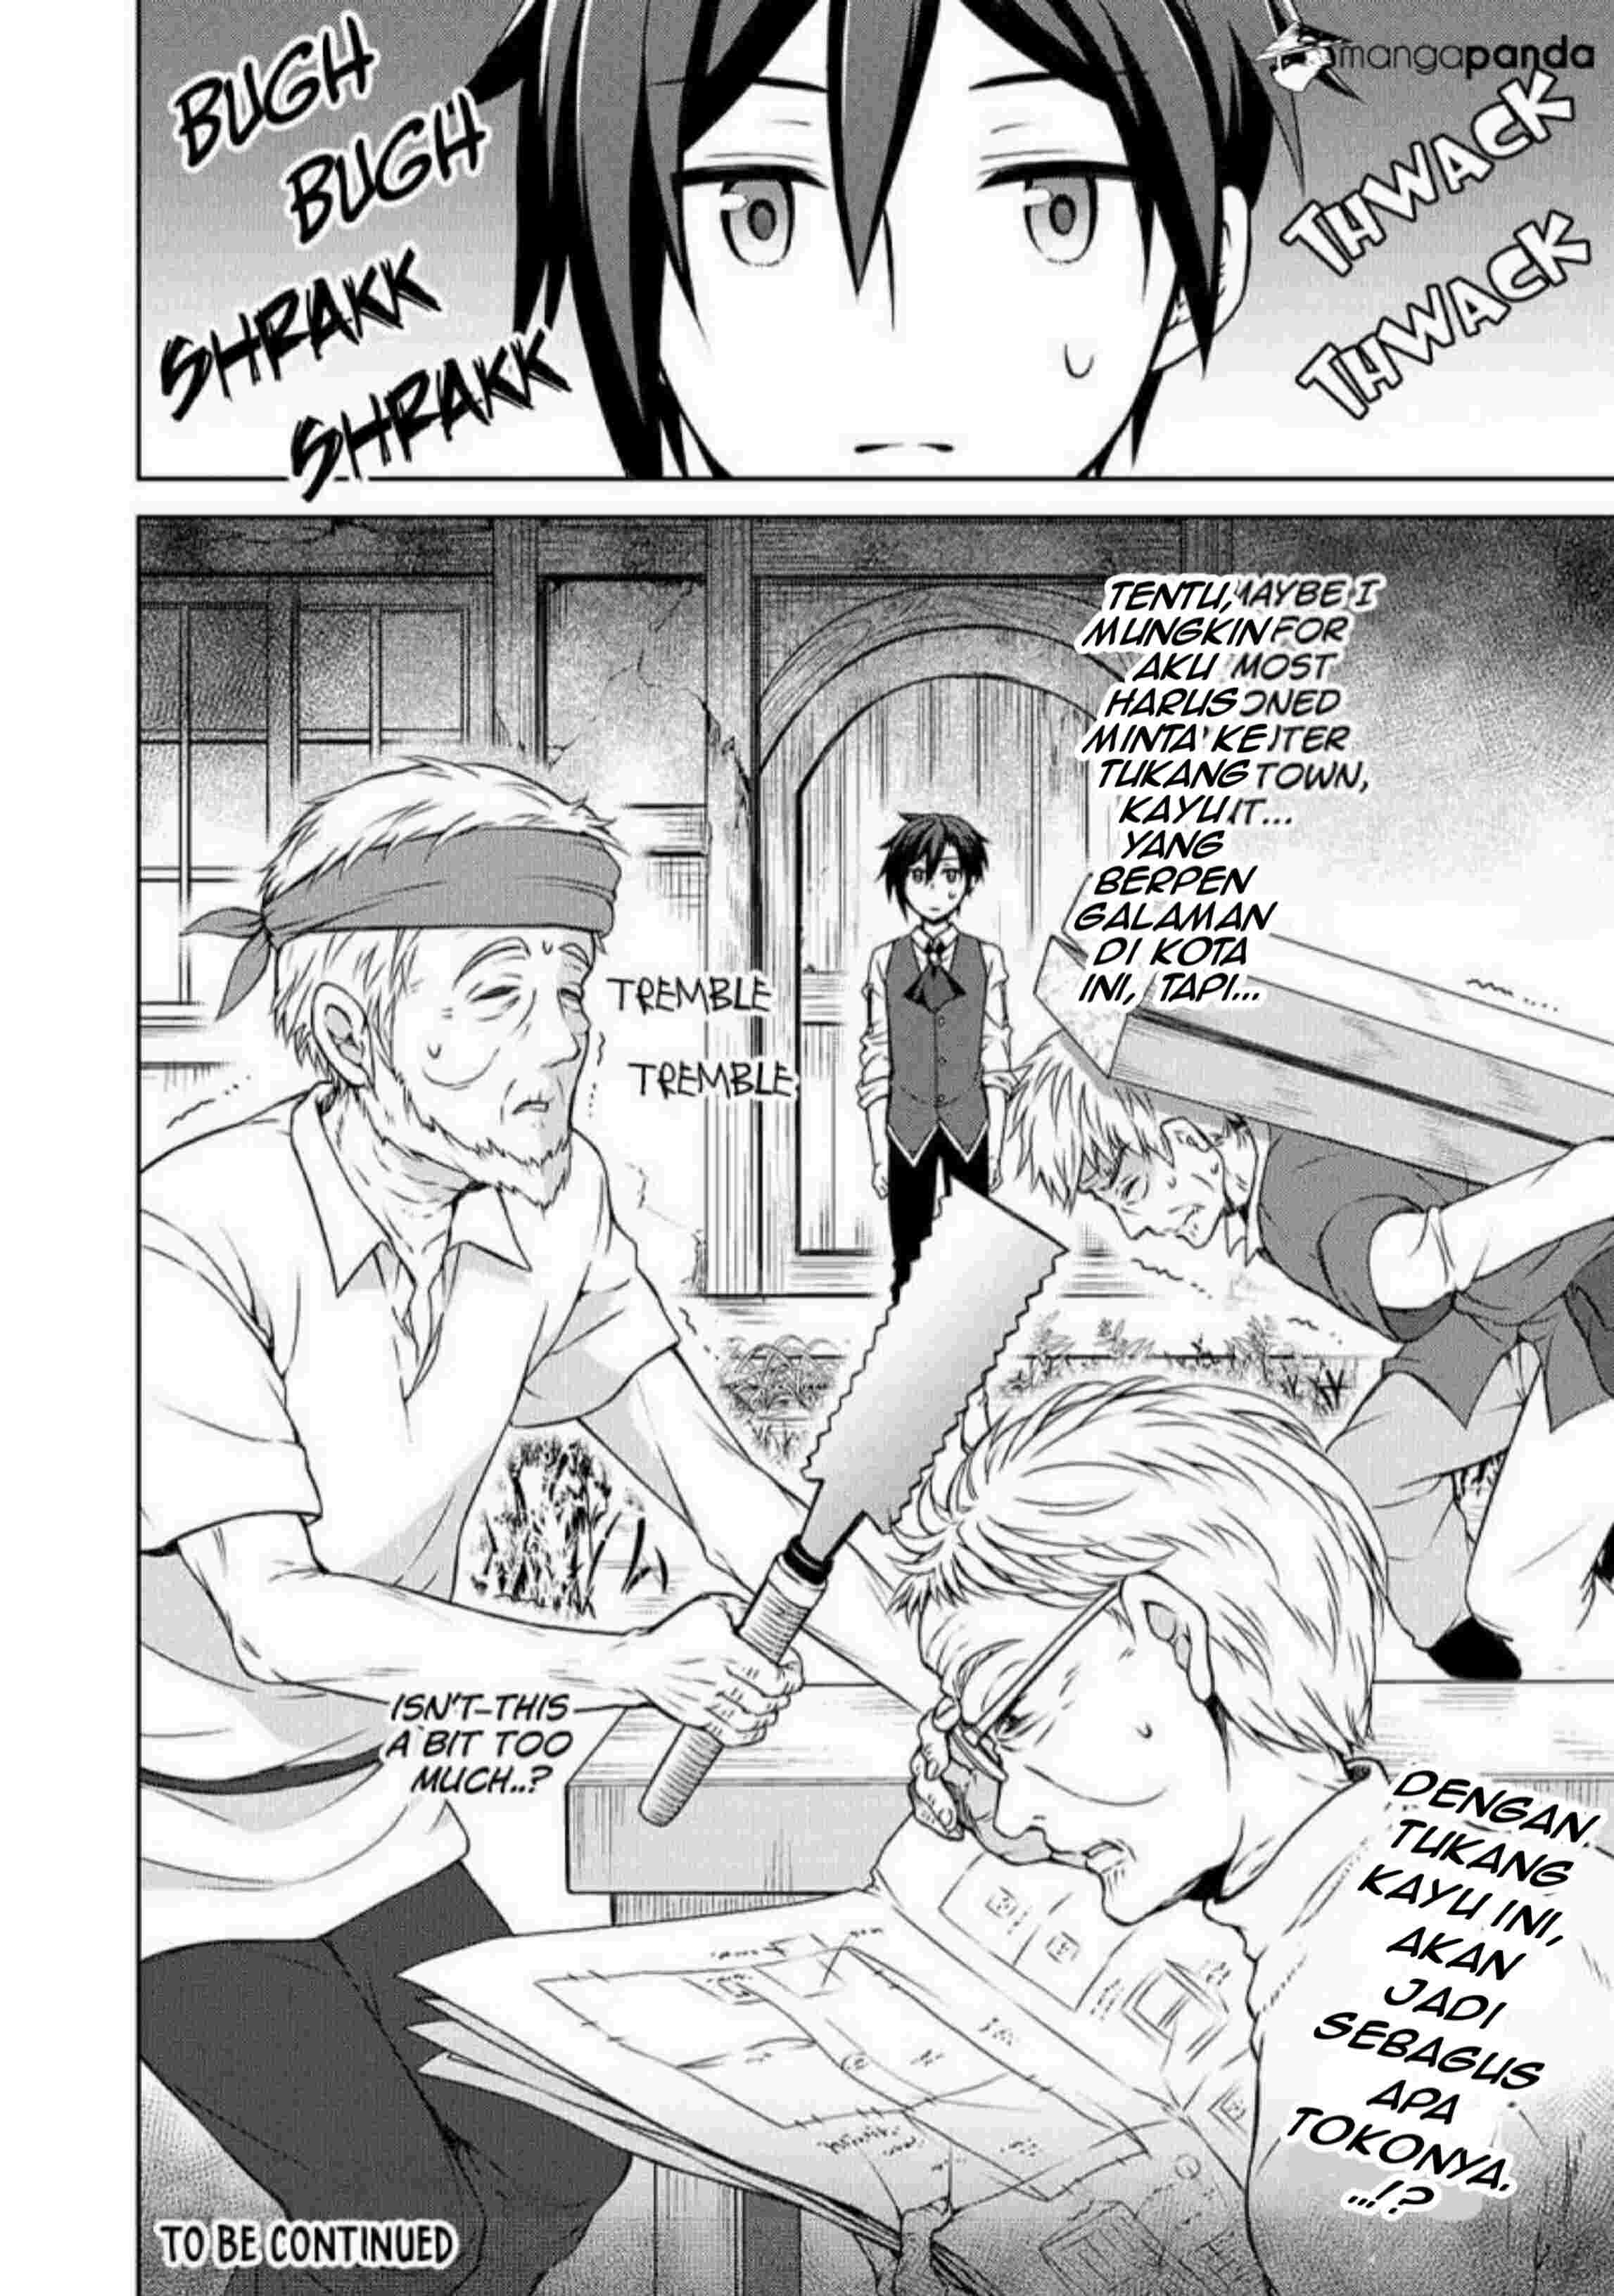 mangapanda
BUGH
BUGH
SHRAKK
SHRAKK
THWACK
THWACK
TENTU, MAYBE I
MUNGKIN FOR
AKU MOST
HARUS
MINTA KE
TUKANG TOWN,
KAYU IT...
YANG
BERPEN
GALAMAN
DI KOTA
INI, TAPI...
TREMBLE
TREMBLE
ISN'T THIS
A BIT TOO
MUCH..?
DENGAN
TUKANG
KAYU INI,
AKAN
JADI
SEBAGUS
APA
TOKONYA.
...!?
TO BE CONTINUED